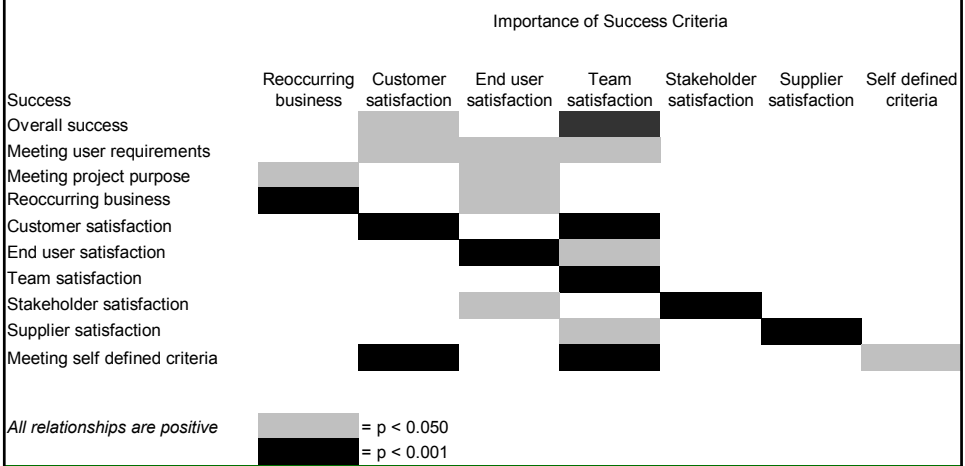 Importance of Success Criteria
Reoccurring Customer End user Team Stakeholder Supplier Self defined
Success business satisfaction satisfaction satisfaction satisfaction satisfaction criteria
Overall success
Meeting user requirements
Meeting project purpose
Reoccurring business
Customer satisfaction
End user satisfaction
Team satisfaction
Stakeholder satisfaction
Supplier satisfaction
Meeting self defined criteria
All relationships are positive = p < 0.050
= p < 0.001